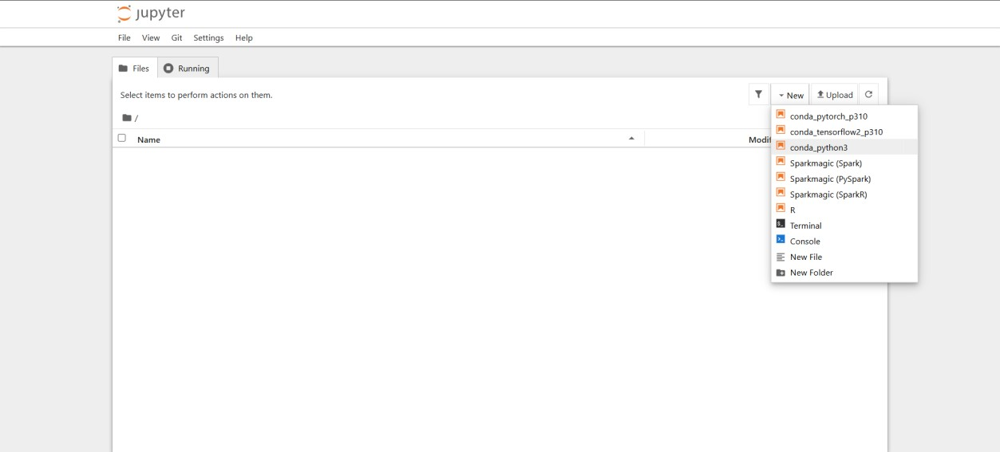 jupyter
File View Git Settings Help
Files Running
Select items to perform actions on them.
New Upload
/
Name Modif
conda_pytorch_p310
conda_tensorflow2_p310
conda_python3
Sparkmagic (Spark)
Sparkmagic (PySpark)
Sparkmagic (SparkR)
R
Terminal
Console
New File
New Folder